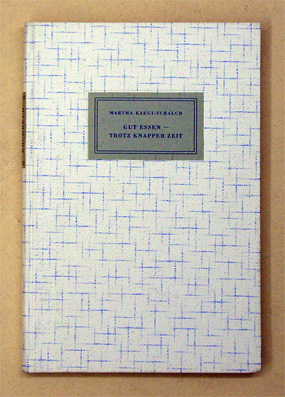 MARTHA KAEGI-SCHALCH
GUT ESSEN —
TROTZ KNAPPER ZEIT